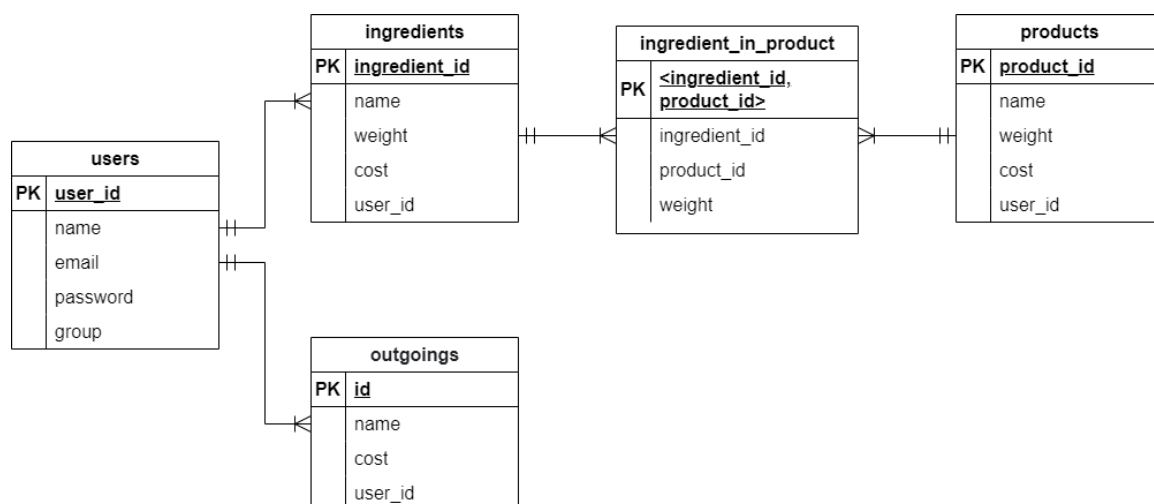 users
PK user_id
name
email
password
group
ingredients
PK ingredient_id
name
weight
cost
user_id
outgoings
PK id
name
cost
user_id
ingredient_in_product
PK <ingredient_id,
product_id>
ingredient_id
product_id
weight
products
PK product_id
name
weight
cost
user_id